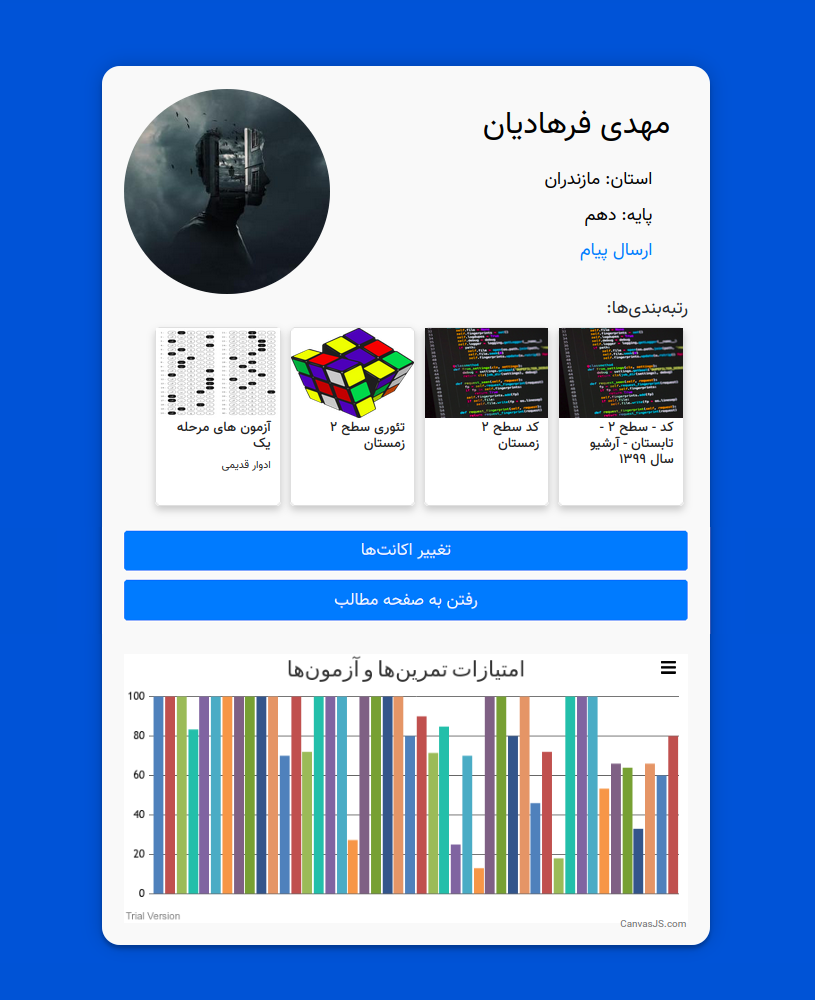 مهدی فرهادیان
استان: مازندران
پایه: دهم
ارسال پیام
رتبه‌بندی‌ها:
کد - سطح ۲ -
تابستان - آرشیو
سال ۱۳۹۹
کد سطح ۲
زمستان
تئوری سطح ۲
زمستان
آزمون های مرحله
یک
ادوار قدیمی
تغییر اکانت‌ها
رفتن به صفحه مطالب
امتیازات تمرین‌ها و آزمون‌ها
100
80
60
40
20
0
Trial Version
CanvasJS.com